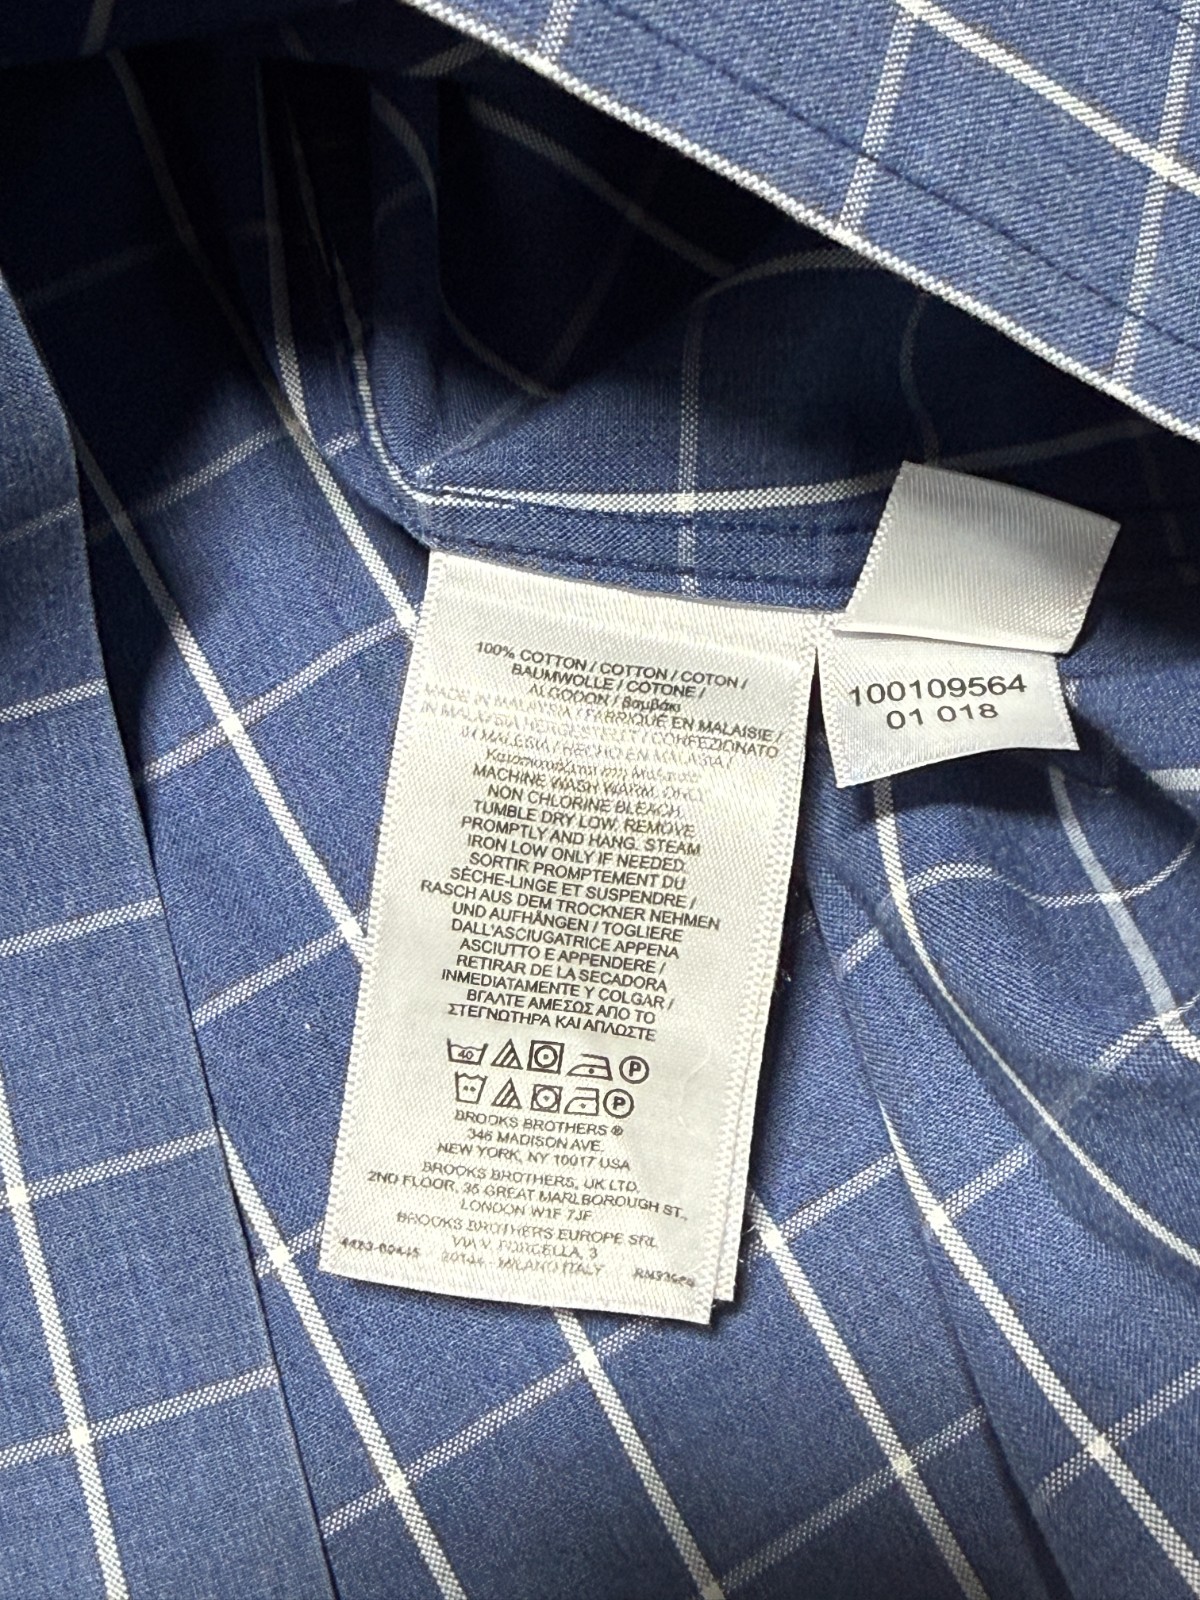 100% COTTON / COTTON / COTON /
BAUMWOLLE / COTONE /
ALGODON / βαμβάκι
MADE IN MALAYSIA / FABRIQUÉ EN MALAISIE /
IN MALAYSIA HERGESTELLT / CONFEZIONATO
IN MALESIA / HECHO EN MALASIA /
MACHINE WASH WARM. ONLY
NON CHLORINE BLEACH.
TUMBLE DRY LOW. REMOVE
PROMPTLY AND HANG. STEAM
IRON LOW ONLY IF NEEDED.
SORTIR PROMPTEMENT DU
SÈCHE-LINGE ET SUSPENDRE /
RASCH AUS DEM TROCKNER NEHMEN
UND AUFHÄNGEN / TOGLIERE
DALL'ASCIUGATRICE APPENA
ASCIUTTO E APPENDERE /
RETIRAR DE LA SECADORA
INMEDIATAMENTE Y COLGAR /
ΒΓΑΛΤΕ ΑΜΕΣΩΣ ΑΠΟ ΤΟ
ΣΤΕΓΝΩΤΗΡΑ ΚΑΙ ΑΠΛΩΣΤΕ
40 P
P
BROOKS BROTHERS ®
346 MADISON AVE.
NEW YORK, NY 10017 USA
BROOKS BROTHERS, UK LTD.
2ND FLOOR, 36 GREAT MARLBOROUGH ST.,
LONDON W1F 7JF
BROOKS BROTHERS EUROPE SRL
VIA V. FORCELLA, 3
20144 - MILANO ITALY
100109564
01 018